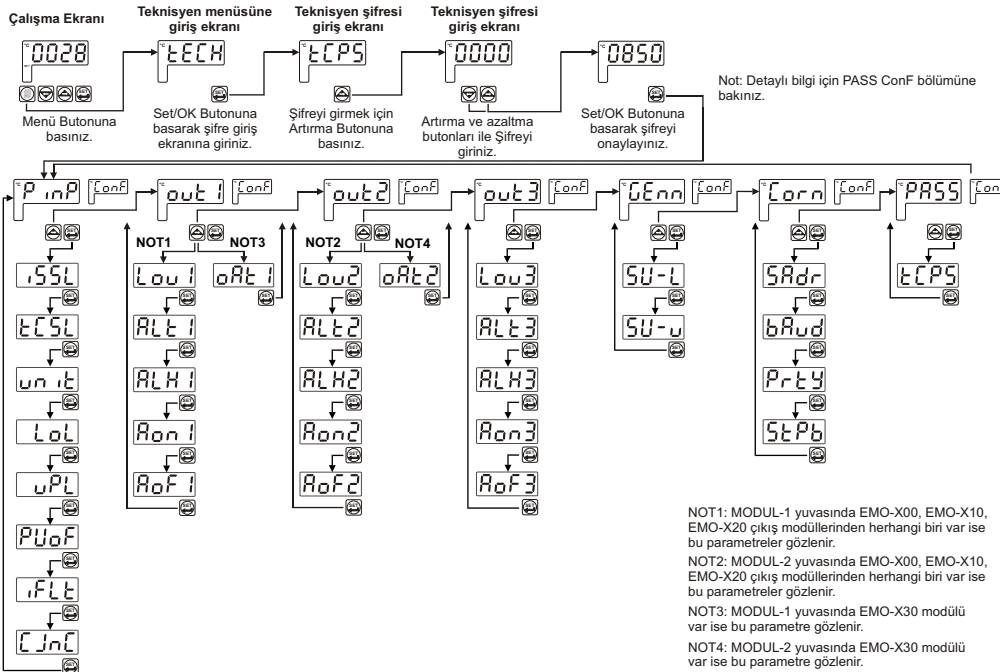 Çalışma Ekranı
Teknisyen menüsüne
giriş ekranı
Teknisyen şifresi
giriş ekranı
Teknisyen şifresi
giriş ekranı
°C 0028
°C tECH
°C tCPS
°C 0000
°C 0850
SET
Menü Butonuna
basınız.
Set/OK Butonuna
basarak şifre giriş
ekranına giriniz.
Şifreyi girmek için
Artırma Butonuna
basınız.
Artırma ve azaltma
butonları ile Şifreyi
giriniz.
Set/OK Butonuna
basarak şifreyi
onaylayınız.
Not: Detaylı bilgi için PASS ConF bölümüne
bakınız.
P inP ConF
out1 ConF
out2 ConF
out3 ConF
GEnn ConF
Corn ConF
PASS Con
iSSL
tCSL
unit
LoL
uPL
PUoF
iFLt
CJnC
NOT1
NOT3
Lou1
oAt1
ALt1
ALH1
Aon1
AoF1
NOT2
NOT4
Lou2
oAt2
ALt2
ALH2
Aon2
AoF2
Lou3
ALt3
ALH3
Aon3
AoF3
SU-L
SU-u
SAdr
bAud
PrtY
StPb
tCPS
NOT1: MODUL-1 yuvasında EMO-X00, EMO-X10,
EMO-X20 çıkış modüllerinden herhangi biri var ise
bu parametreler gözlenir.
NOT2: MODUL-2 yuvasında EMO-X00, EMO-X10,
EMO-X20 çıkış modüllerinden herhangi biri var ise
bu parametreler gözlenir.
NOT3: MODUL-1 yuvasında EMO-X30 modülü
var ise bu parametre gözlenir.
NOT4: MODUL-2 yuvasında EMO-X30 modülü
var ise bu parametre gözlenir.